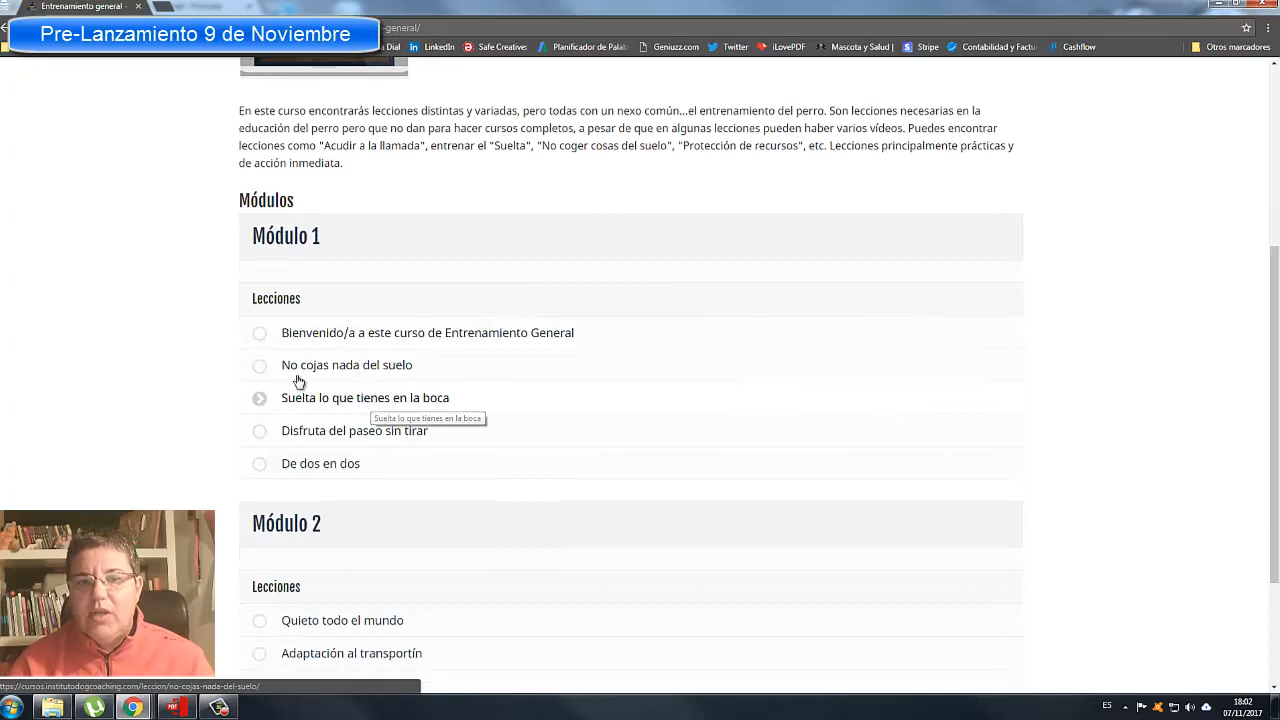 Entrenamiento general -
Pre-Lanzamiento 9 de Noviembre
general/
Dial
LinkedIn
Safe Creative:
Planificador de Palab
Geniuzz.com
Twitter
iLovePDF
Mascota y Salud |
Stripe
Contabilidad y Factu
Cashflow
Otros marcadores
En este curso encontrarás lecciones distintas y variadas, pero todas con un nexo común...el entrenamiento del perro. Son lecciones necesarias en la
educación del perro pero que no dan para hacer cursos completos, a pesar de que en algunas lecciones pueden haber varios vídeos. Puedes encontrar
lecciones como "Acudir a la llamada", entrenar el "Suelta", "No coger cosas del suelo", "Protección de recursos", etc. Lecciones principalmente prácticas y
de acción inmediata.
Módulos
Módulo 1
Lecciones
Bienvenido/a a este curso de Entrenamiento General
No cojas nada del suelo
Suelta lo que tienes en la boca
Suelta lo que tienes en la boca
Disfruta del paseo sin tirar
De dos en dos
Módulo 2
Lecciones
Quieto todo el mundo
Adaptación al transportín
https://cursos.institutodogcoaching.com/leccion/no-cojas-nada-del-suelo/
ES
18:02
07/11/2017